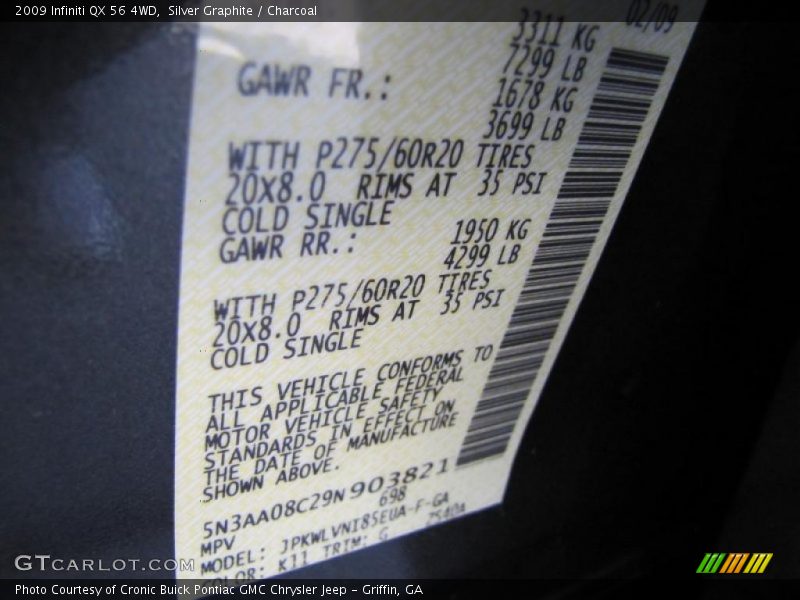 2009 Infiniti QX 56 4WD, Silver Graphite / Charcoal
02/09
3311 KG
7299 LB
GAWR FR.: 1678 KG
3699 LB
WITH P275/60R20 TIRES
20X8.0 RIMS AT 35 PSI
COLD SINGLE
GAWR RR.: 1950 KG
4299 LB
WITH P275/60R20 TIRES
20X8.0 RIMS AT 35 PSI
COLD SINGLE
THIS VEHICLE CONFORMS TO
ALL APPLICABLE FEDERAL
MOTOR VEHICLE SAFETY
STANDARDS IN EFFECT ON
THE DATE OF MANUFACTURE
SHOWN ABOVE.
5N3AA08C29N903821
MPV 698
MODEL: JPKWLVNI85EUA-F-GA
COLOR: K11 TRIM: G 7540A
GTcarlot.com
Photo Courtesy of Cronic Buick Pontiac GMC Chrysler Jeep – Griffin, GA